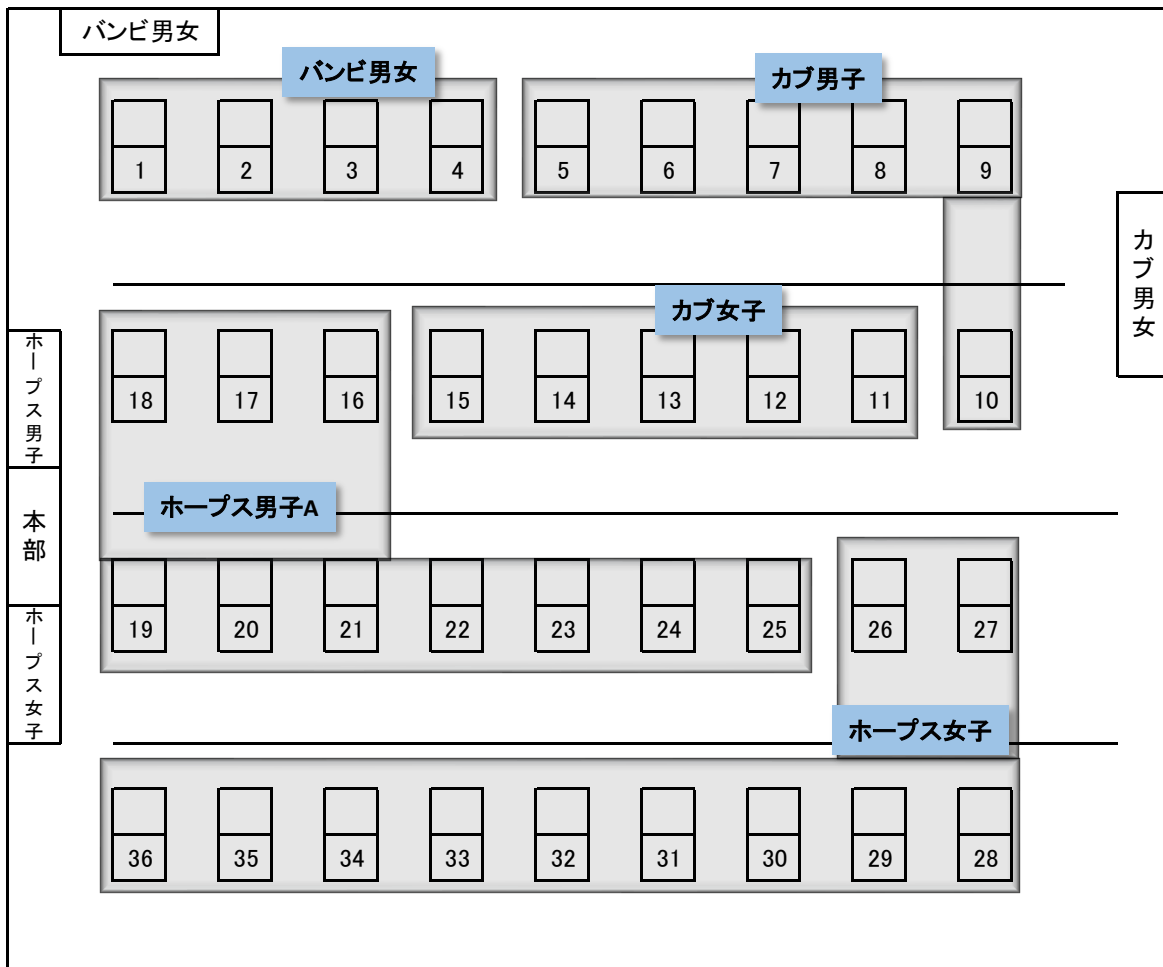 バンビ男女
バンビ男女
カブ男子
1 2 3 4 5 6 7 8 9
カブ男女
カブ女子
18 17 16 15 14 13 12 11 10
ホープス男子
ホープス男子A
本部
19 20 21 22 23 24 25 26 27
ホープス女子
ホープス女子
36 35 34 33 32 31 30 29 28